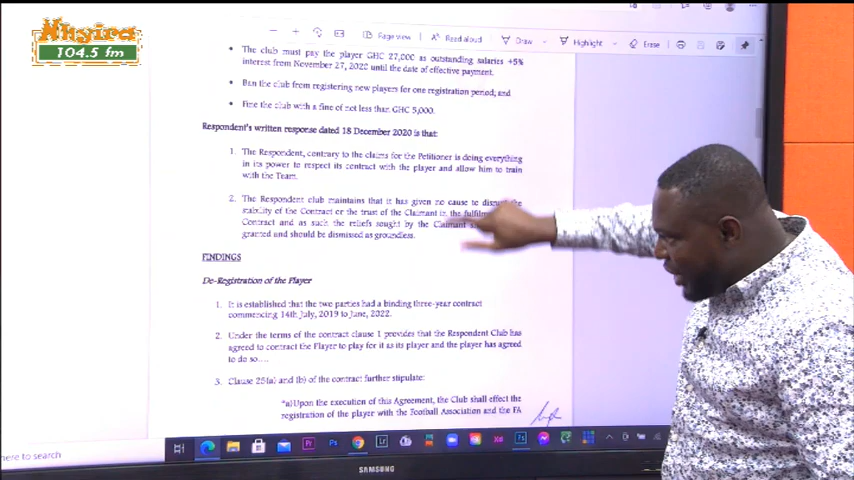 Nhyira
104.5 fm
Page view
Read aloud
Draw
Highlight
Erase
The club must pay the player GHC 27,000 as outstanding salaries +5%
interest from November 27, 2020 until the date of effective payment.
Ban the club from registering new players for one registration period; and
Fine the club with a fine of not less than GHC 5,000.
Respondent's written response dated 18 December 2020 is that:
1. The Respondent, contrary to the claims for the Petitioner is doing everything
in its power to respect its contract with the player and allow him to train
with the Team.
2. The Respondent club maintains that it has given no cause to disrupt the
stability of the Contract or the trust of the Claimant in the
Contract and as such the reliefs sought by the Claimant
granted and should be dismissed as groundless.
FINDINGS
De-Registration of the Player
1. It is established that the two parties had a binding three-year contract
commencing 14th July, 2019 to June, 2022.
2. Under the terms of the contract clause 1 provides that the Respondent Club has
agreed to contract the Player to play for it as its player and the player has agreed
to do so....
3. Clause 25(a) and (b) of the contract further stipulate:
"a)Upon the execution of this Agreement, the Club shall effect the
registration of the player with the Football Association and the FA
here to search
Pr
Ps
Lr
Xd
Fs
SAMSUNG